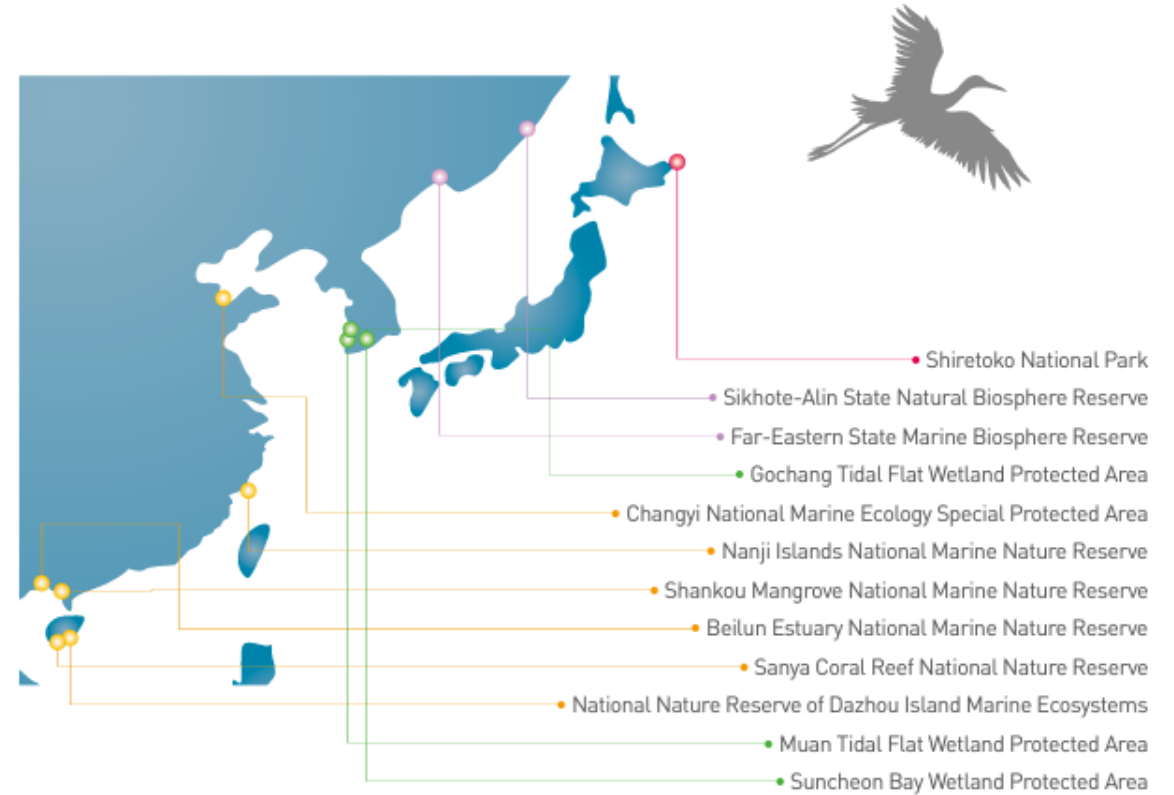 Shiretoko National Park
Sikhote-Alin State Natural Biosphere Reserve
Far-Eastern State Marine Biosphere Reserve
Gochang Tidal Flat Wetland Protected Area
Changyi National Marine Ecology Special Protected Area
Nanji Islands National Marine Nature Reserve
Shankou Mangrove National Marine Nature Reserve
Beilun Estuary National Marine Nature Reserve
Sanya Coral Reef National Nature Reserve
National Nature Reserve of Dazhou Island Marine Ecosystems
Muan Tidal Flat Wetland Protected Area
Suncheon Bay Wetland Protected Area